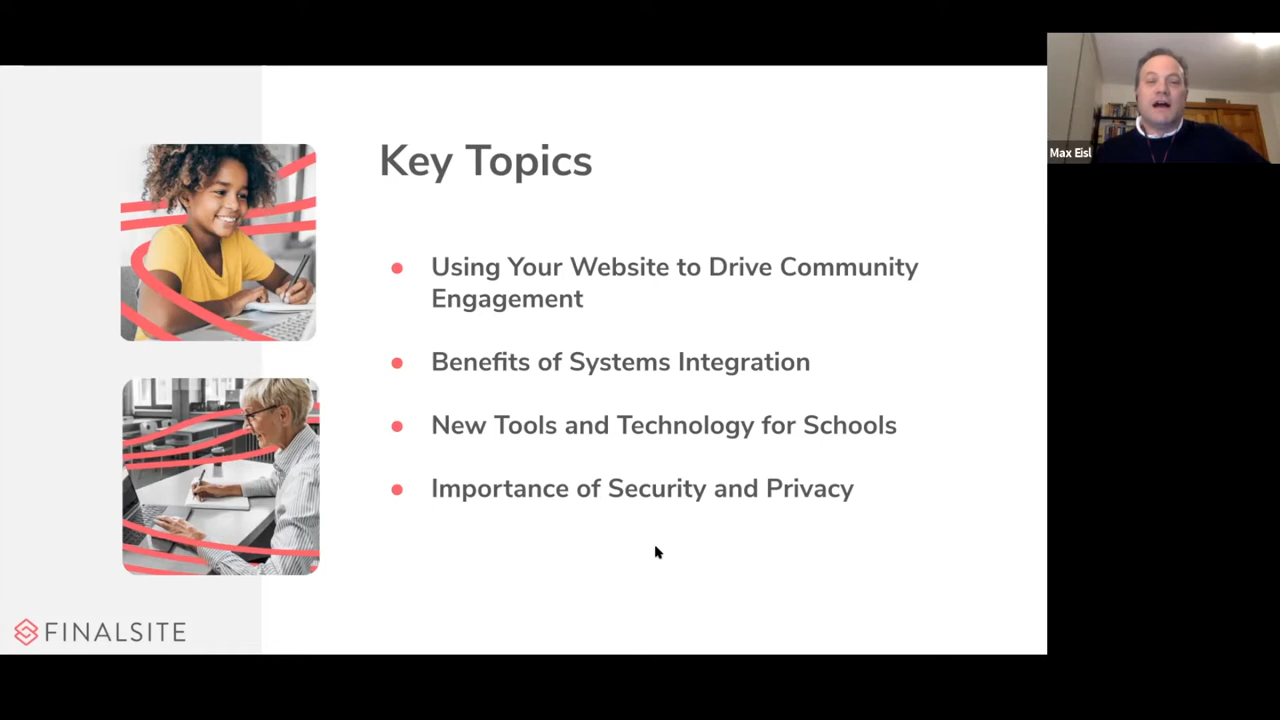 Key Topics
Using Your Website to Drive Community
Engagement
Benefits of Systems Integration
New Tools and Technology for Schools
Importance of Security and Privacy
FINALSITE
Max Eisl